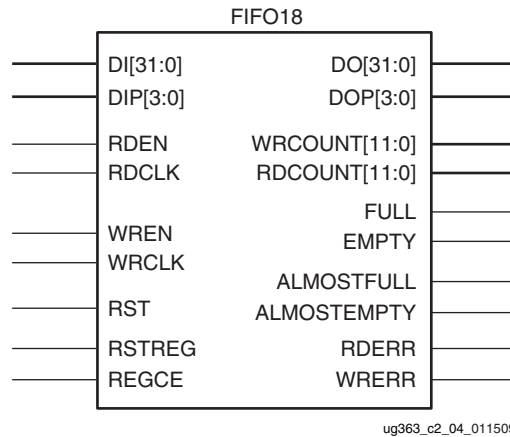 FIFO18
DI[31:0]
DO[31:0]
DIP[3:0]
DOP[3:0]
RDEN
WRCOUNT[11:0]
RDCLK
RDCOUNT[11:0]
FULL
WREN
EMPTY
WRCLK
ALMOSTFULL
RST
ALMOSTEMPTY
RSTREG
RDERR
REGCE
WRERR
ug363_c2_04_011509